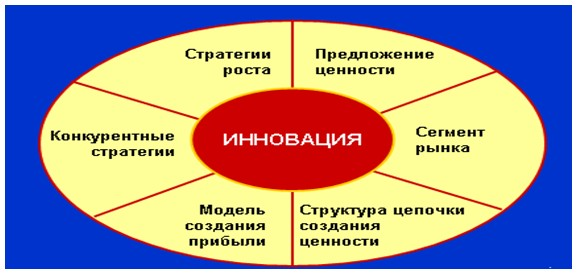 Стратегии
роста
Предложение
ценности
Конкурентные
стратегии
ИННОВАЦИЯ
Сегмент
рынка
Модель
создания
прибыли
Структура цепочки
создания
ценности